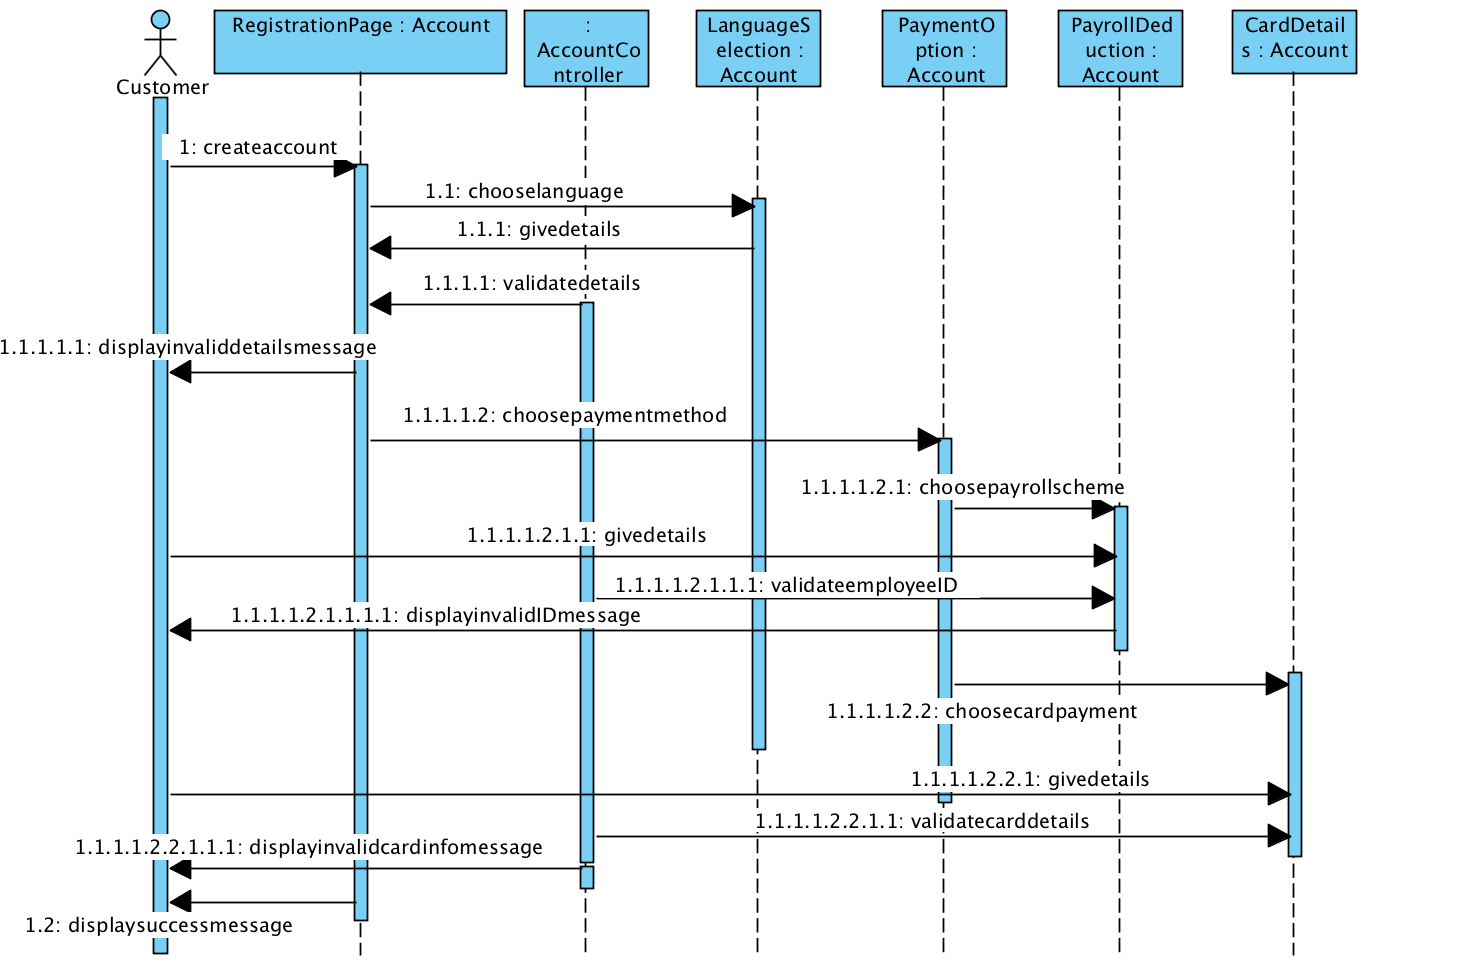 RegistrationPage : Account
:
AccountCo
ntroller
LanguageS
election :
Account
PaymentO
ption :
Account
PayrollDed
uction :
Account
CardDetail
s : Account
Customer
1: createaccount
1.1: chooselanguage
1.1.1: givedetails
1.1.1.1: validatedetails
1.1.1.1.1: displayinvaliddetailsmessage
1.1.1.1.2: choosepaymentmethod
1.1.1.1.2.1: choosepayrollscheme
1.1.1.1.2.1.1: givedetails
1.1.1.1.2.1.1.1: validateemployeeID
1.1.1.1.2.1.1.1.1: displayinvalidIDmessage
1.1.1.1.2.2: choosecardpayment
1.1.1.1.2.2.1: givedetails
1.1.1.1.2.2.1.1: validatecarddetails
1.1.1.1.2.2.1.1.1: displayinvalidcardinfomessage
1.2: displaysuccessmessage